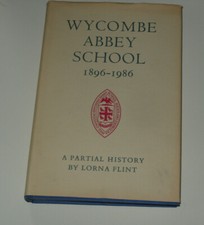 WYCOMBE
ABBEY
SCHOOL
1896-1986
A PARTIAL HISTORY
BY LORNA FLINT